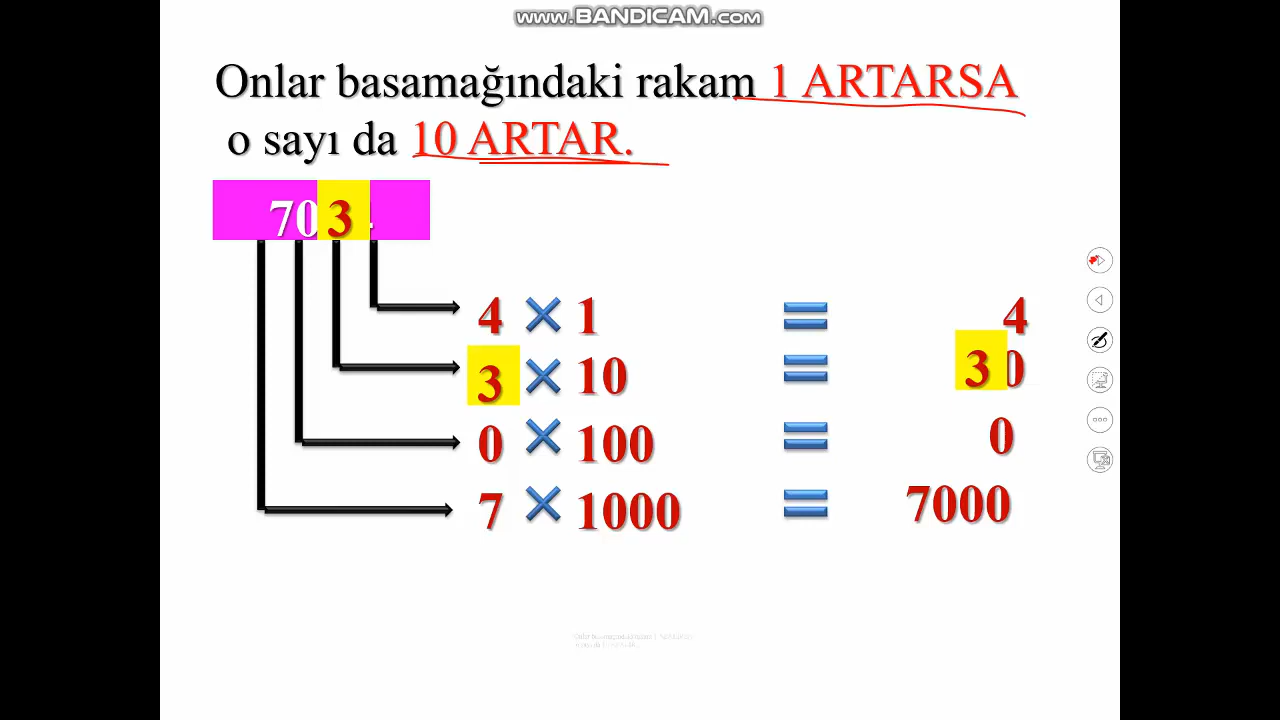 www.BANDICAM.com
Onlar basamağındaki rakam 1 ARTARSA
o sayı da 10 ARTAR.
703
4 × 1 = 4
3 × 10 = 30
0 × 100 = 0
7 × 1000 = 7000